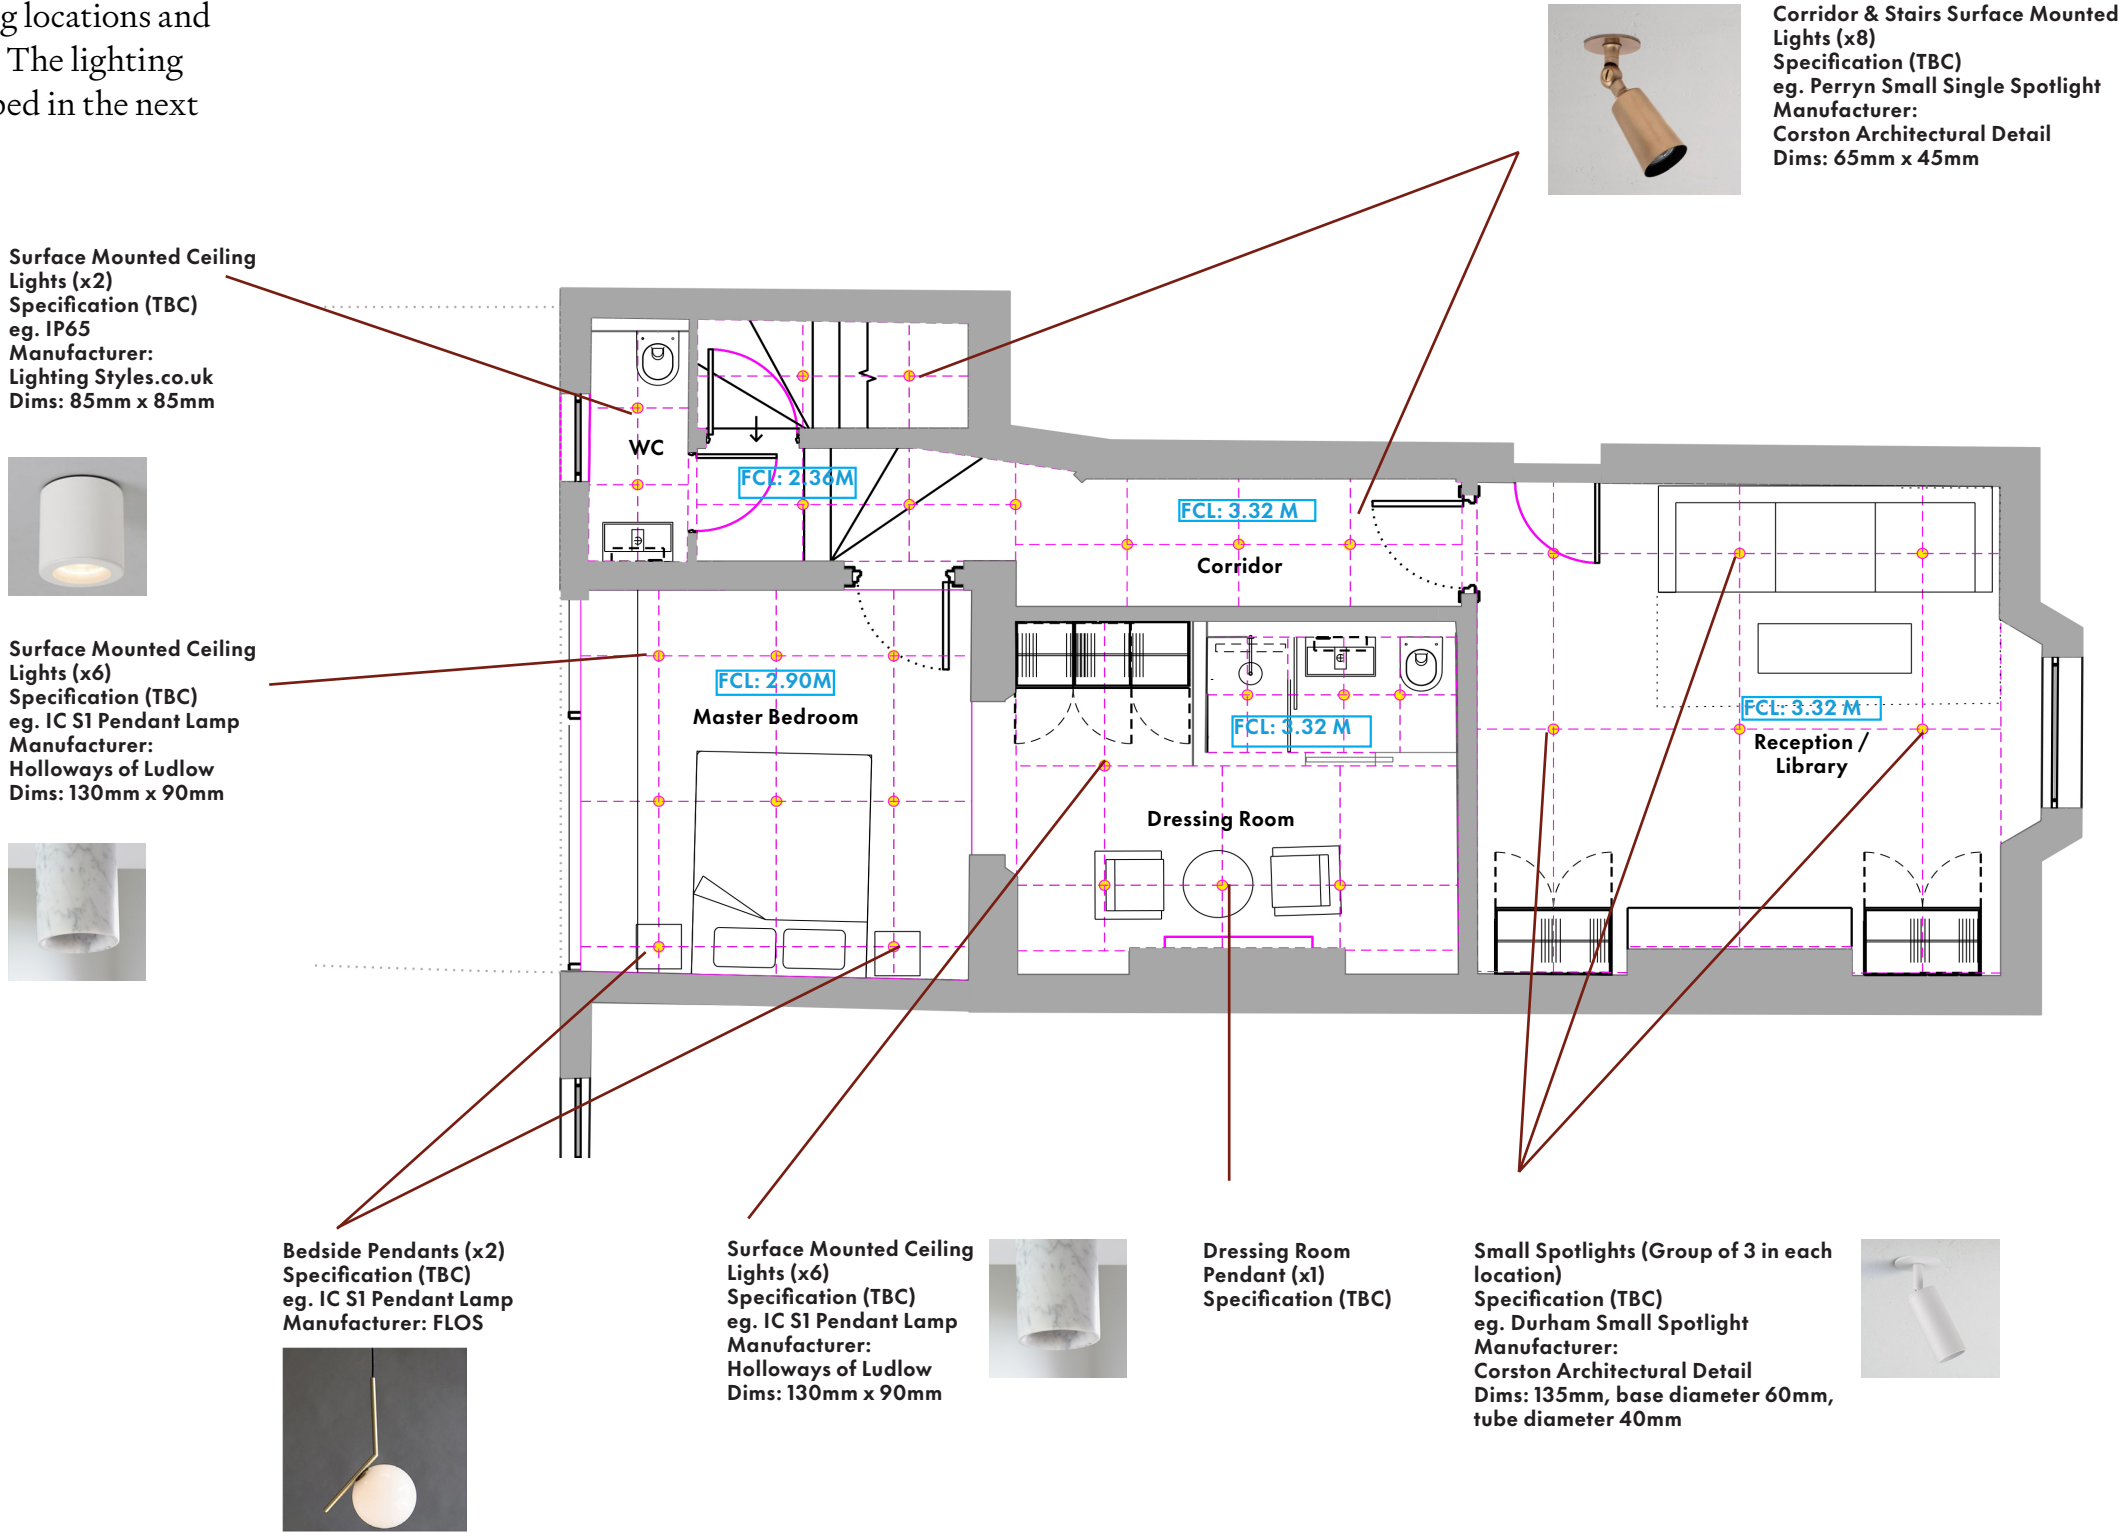 g locations and
The lighting
ped in the next
Corridor & Stairs Surface Mounted
Lights (x8)
Specification (TBC)
eg. Perryn Small Single Spotlight
Manufacturer:
Corston Architectural Detail
Dims: 65mm x 45mm
Surface Mounted Ceiling
Lights (x2)
Specification (TBC)
eg. IP65
Manufacturer:
Lighting Styles.co.uk
Dims: 85mm x 85mm
WC
FCL: 2.36M
FCL: 3.32 M
Corridor
Surface Mounted Ceiling
Lights (x6)
Specification (TBC)
eg. IC S1 Pendant Lamp
Manufacturer:
Holloways of Ludlow
Dims: 130mm x 90mm
FCL: 2.90M
Master Bedroom
FCL: 3.32 M
FCL: 3.32 M
Reception /
Library
Dressing Room
Bedside Pendants (x2)
Specification (TBC)
eg. IC S1 Pendant Lamp
Manufacturer: FLOS
Surface Mounted Ceiling
Lights (x6)
Specification (TBC)
eg. IC S1 Pendant Lamp
Manufacturer:
Holloways of Ludlow
Dims: 130mm x 90mm
Dressing Room
Pendant (x1)
Specification (TBC)
Small Spotlights (Group of 3 in each
location)
Specification (TBC)
eg. Durham Small Spotlight
Manufacturer:
Corston Architectural Detail
Dims: 135mm, base diameter 60mm,
tube diameter 40mm